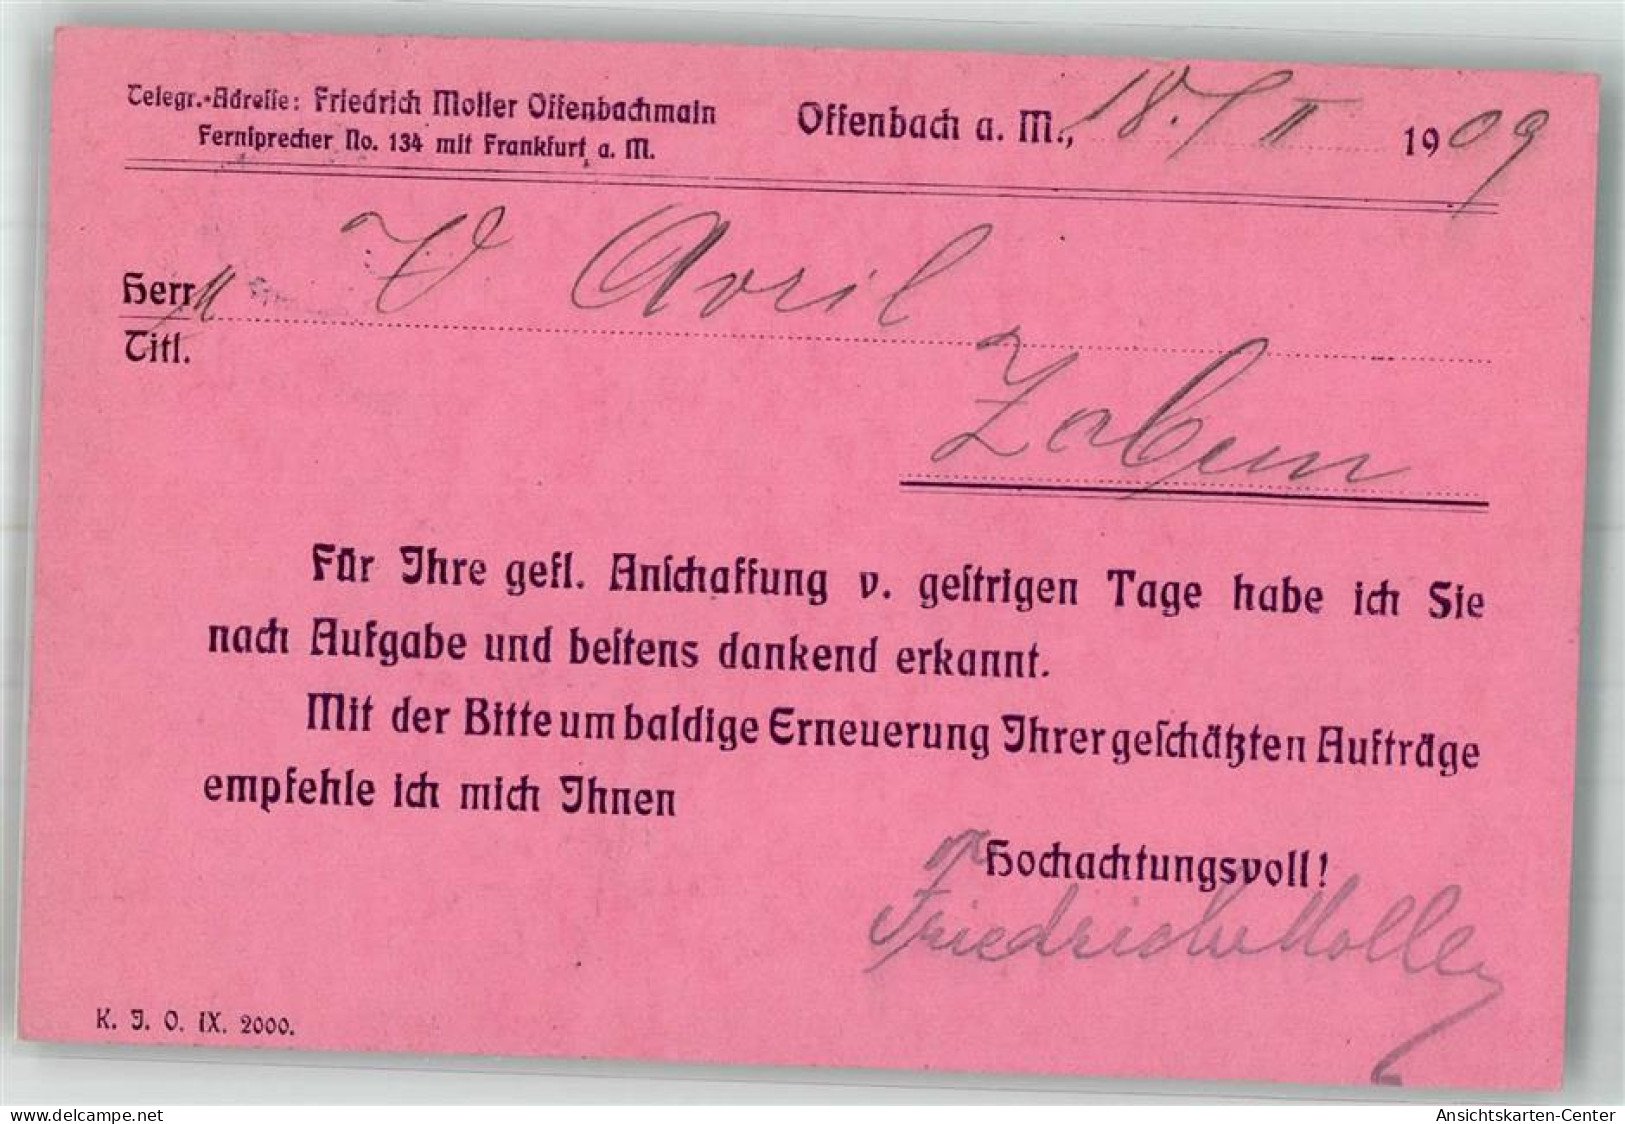 Telegr.-Adresse: Friedrich Moller Offenbachmain
Fernsprecher No. 134 mit Frankfurt a. M.
Offenbach a. M., 18./II 1909
Herrn
V Avril
Titl.
Zabern
Für Ihre gefl. Anschaffung v. gestrigen Tage habe ich Sie
nach Aufgabe und bestens dankend erkannt.
Mit der Bitte um baldige Erneuerung Ihrer geschätzten Aufträge
empfehle ich mich Ihnen
Hochachtungsvoll!
Friedrich Moller
K. J. O. IX. 2000.
www.delcampe.net
Ansichtskarten-Center